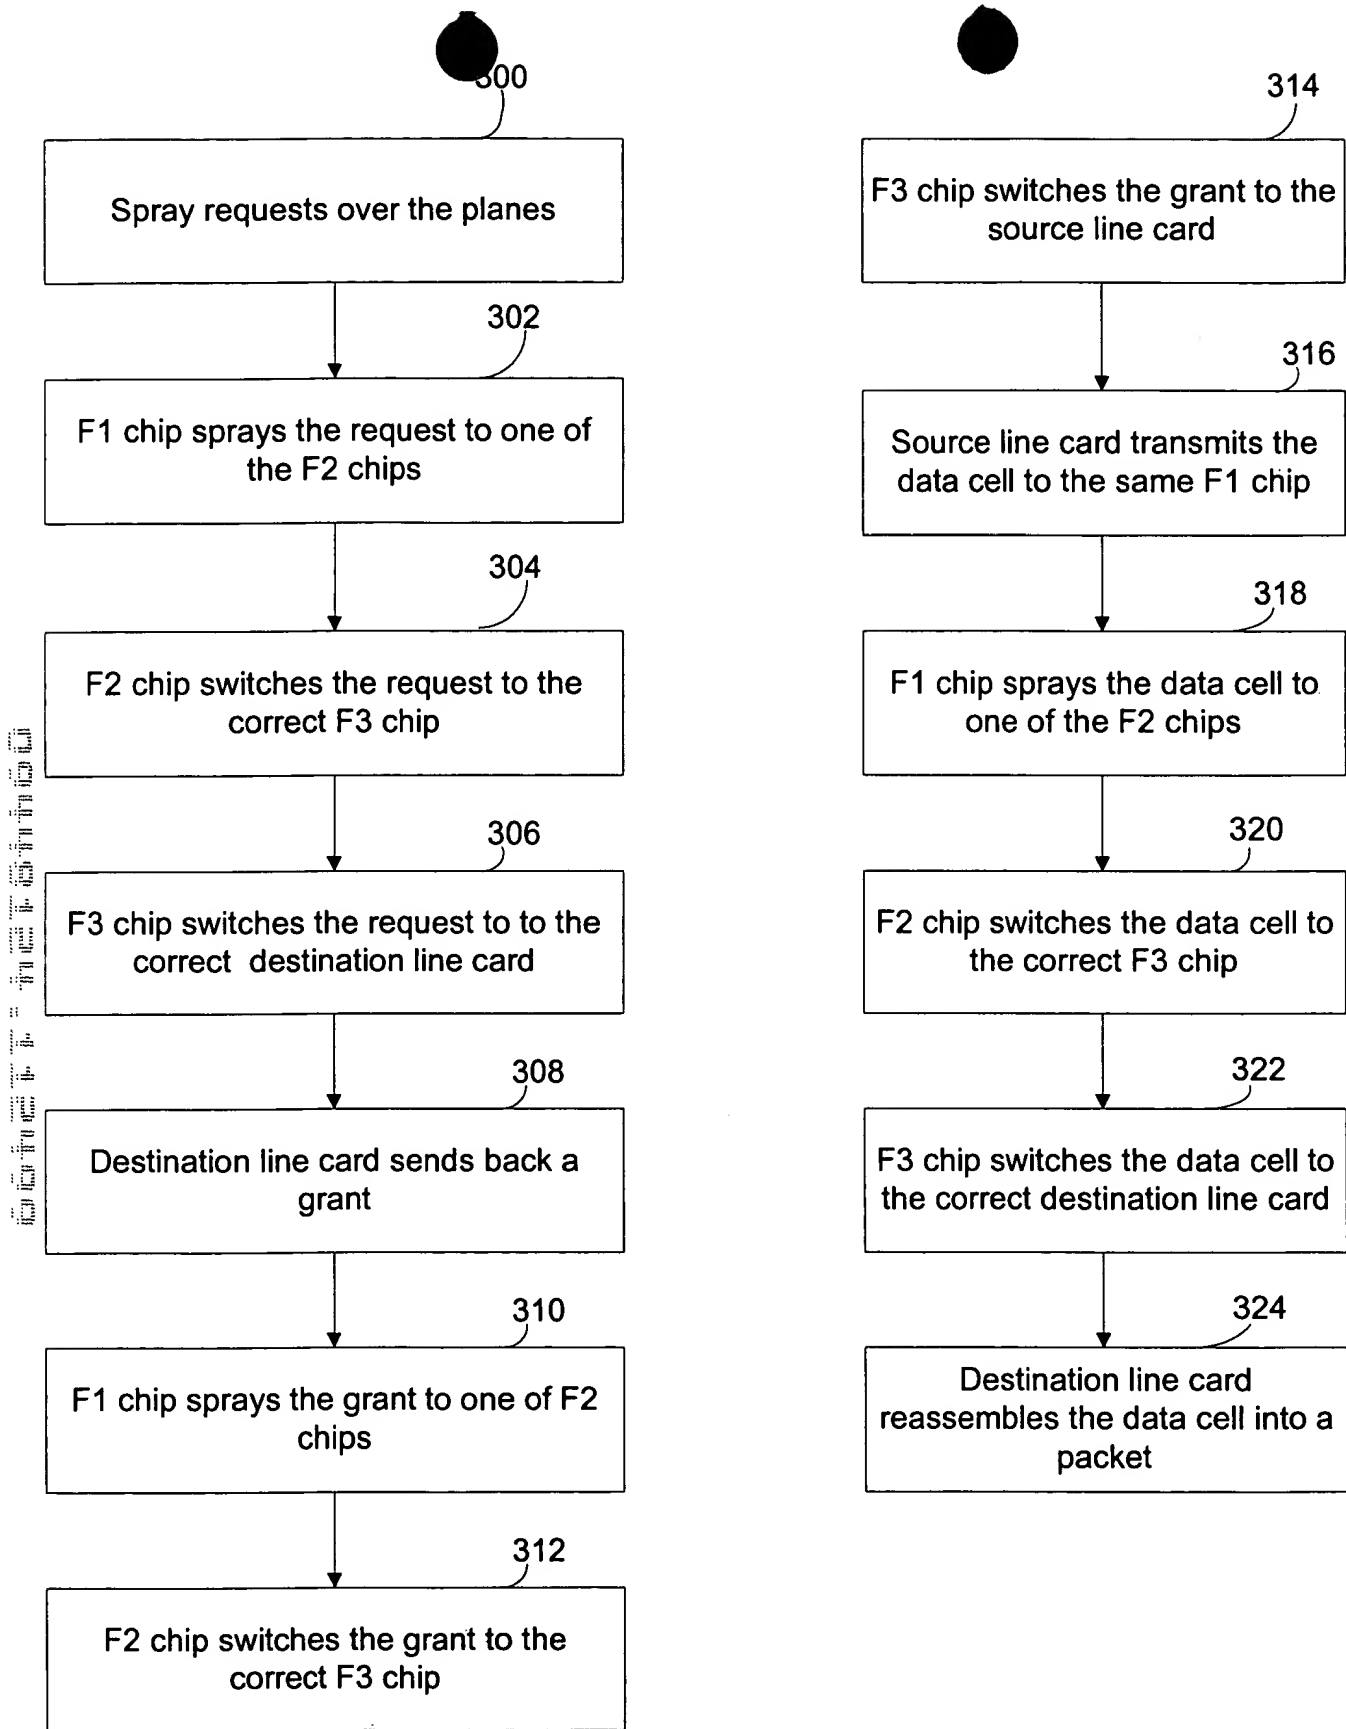 300
Spray requests over the planes
302
F1 chip sprays the request to one of
the F2 chips
304
F2 chip switches the request to the
correct F3 chip
306
F3 chip switches the request to to the
correct destination line card
308
Destination line card sends back a
grant
310
F1 chip sprays the grant to one of F2
chips
312
F2 chip switches the grant to the
correct F3 chip
314
F3 chip switches the grant to the
source line card
316
Source line card transmits the
data cell to the same F1 chip
318
F1 chip sprays the data cell to
one of the F2 chips
320
F2 chip switches the data cell to
the correct F3 chip
322
F3 chip switches the data cell to
the correct destination line card
324
Destination line card
reassembles the data cell into a
packet